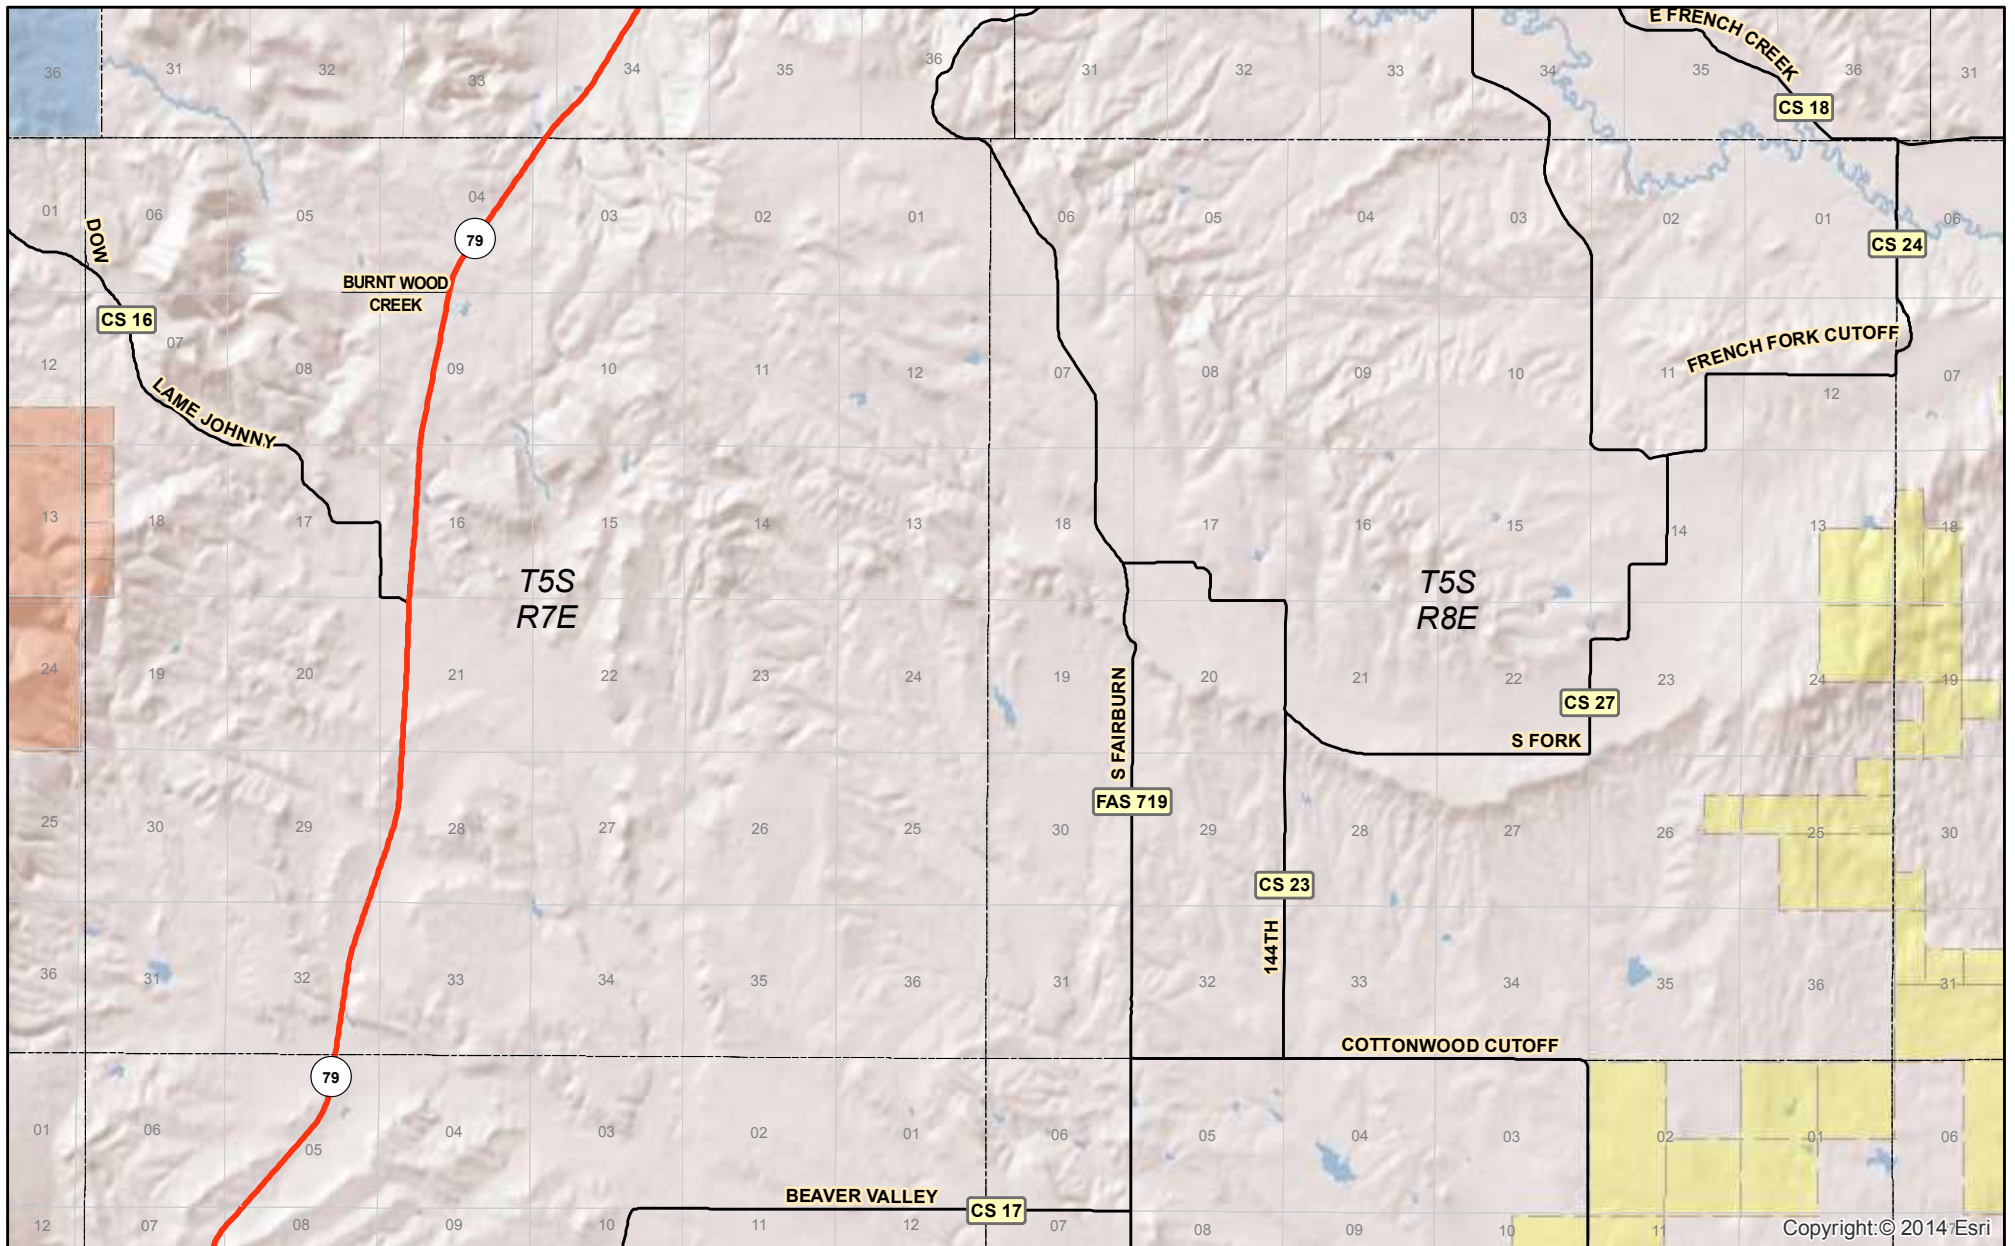 E FRENCH CREEK
36 31 32 33 34 35 36 31 32 33 34 35 36 31
CS 18
01 06 05 04 03 02 01 06 05 04 03 02 01 06
DOW
79
CS 24
BURNT WOOD
CREEK
CS 16
FRENCH FORK CUTOFF
12 07 08 09 10 11 12 07 08 09 10 11 12 07
LAME JOHNNY
13 18 17 16 15 14 13 18 17 16 15 14 13 18
T5S
R7E
T5S
R8E
24 19 20 21 22 23 24 19 20 21 22 23 24 19
S FAIRBURN
CS 27
S FORK
FAS 719
25 30 29 28 27 26 25 30 29 28 27 26 25 30
CS 23
144TH
36 31 32 33 34 35 36 31 32 33 34 35 36 31
COTTONWOOD CUTOFF
79
01 06 05 04 03 02 01 06 05 04 03 02 01 06
BEAVER VALLEY
CS 17
12 07 08 09 10 11 12 07 08 09 10 11
Copyright:© 2014 Esri